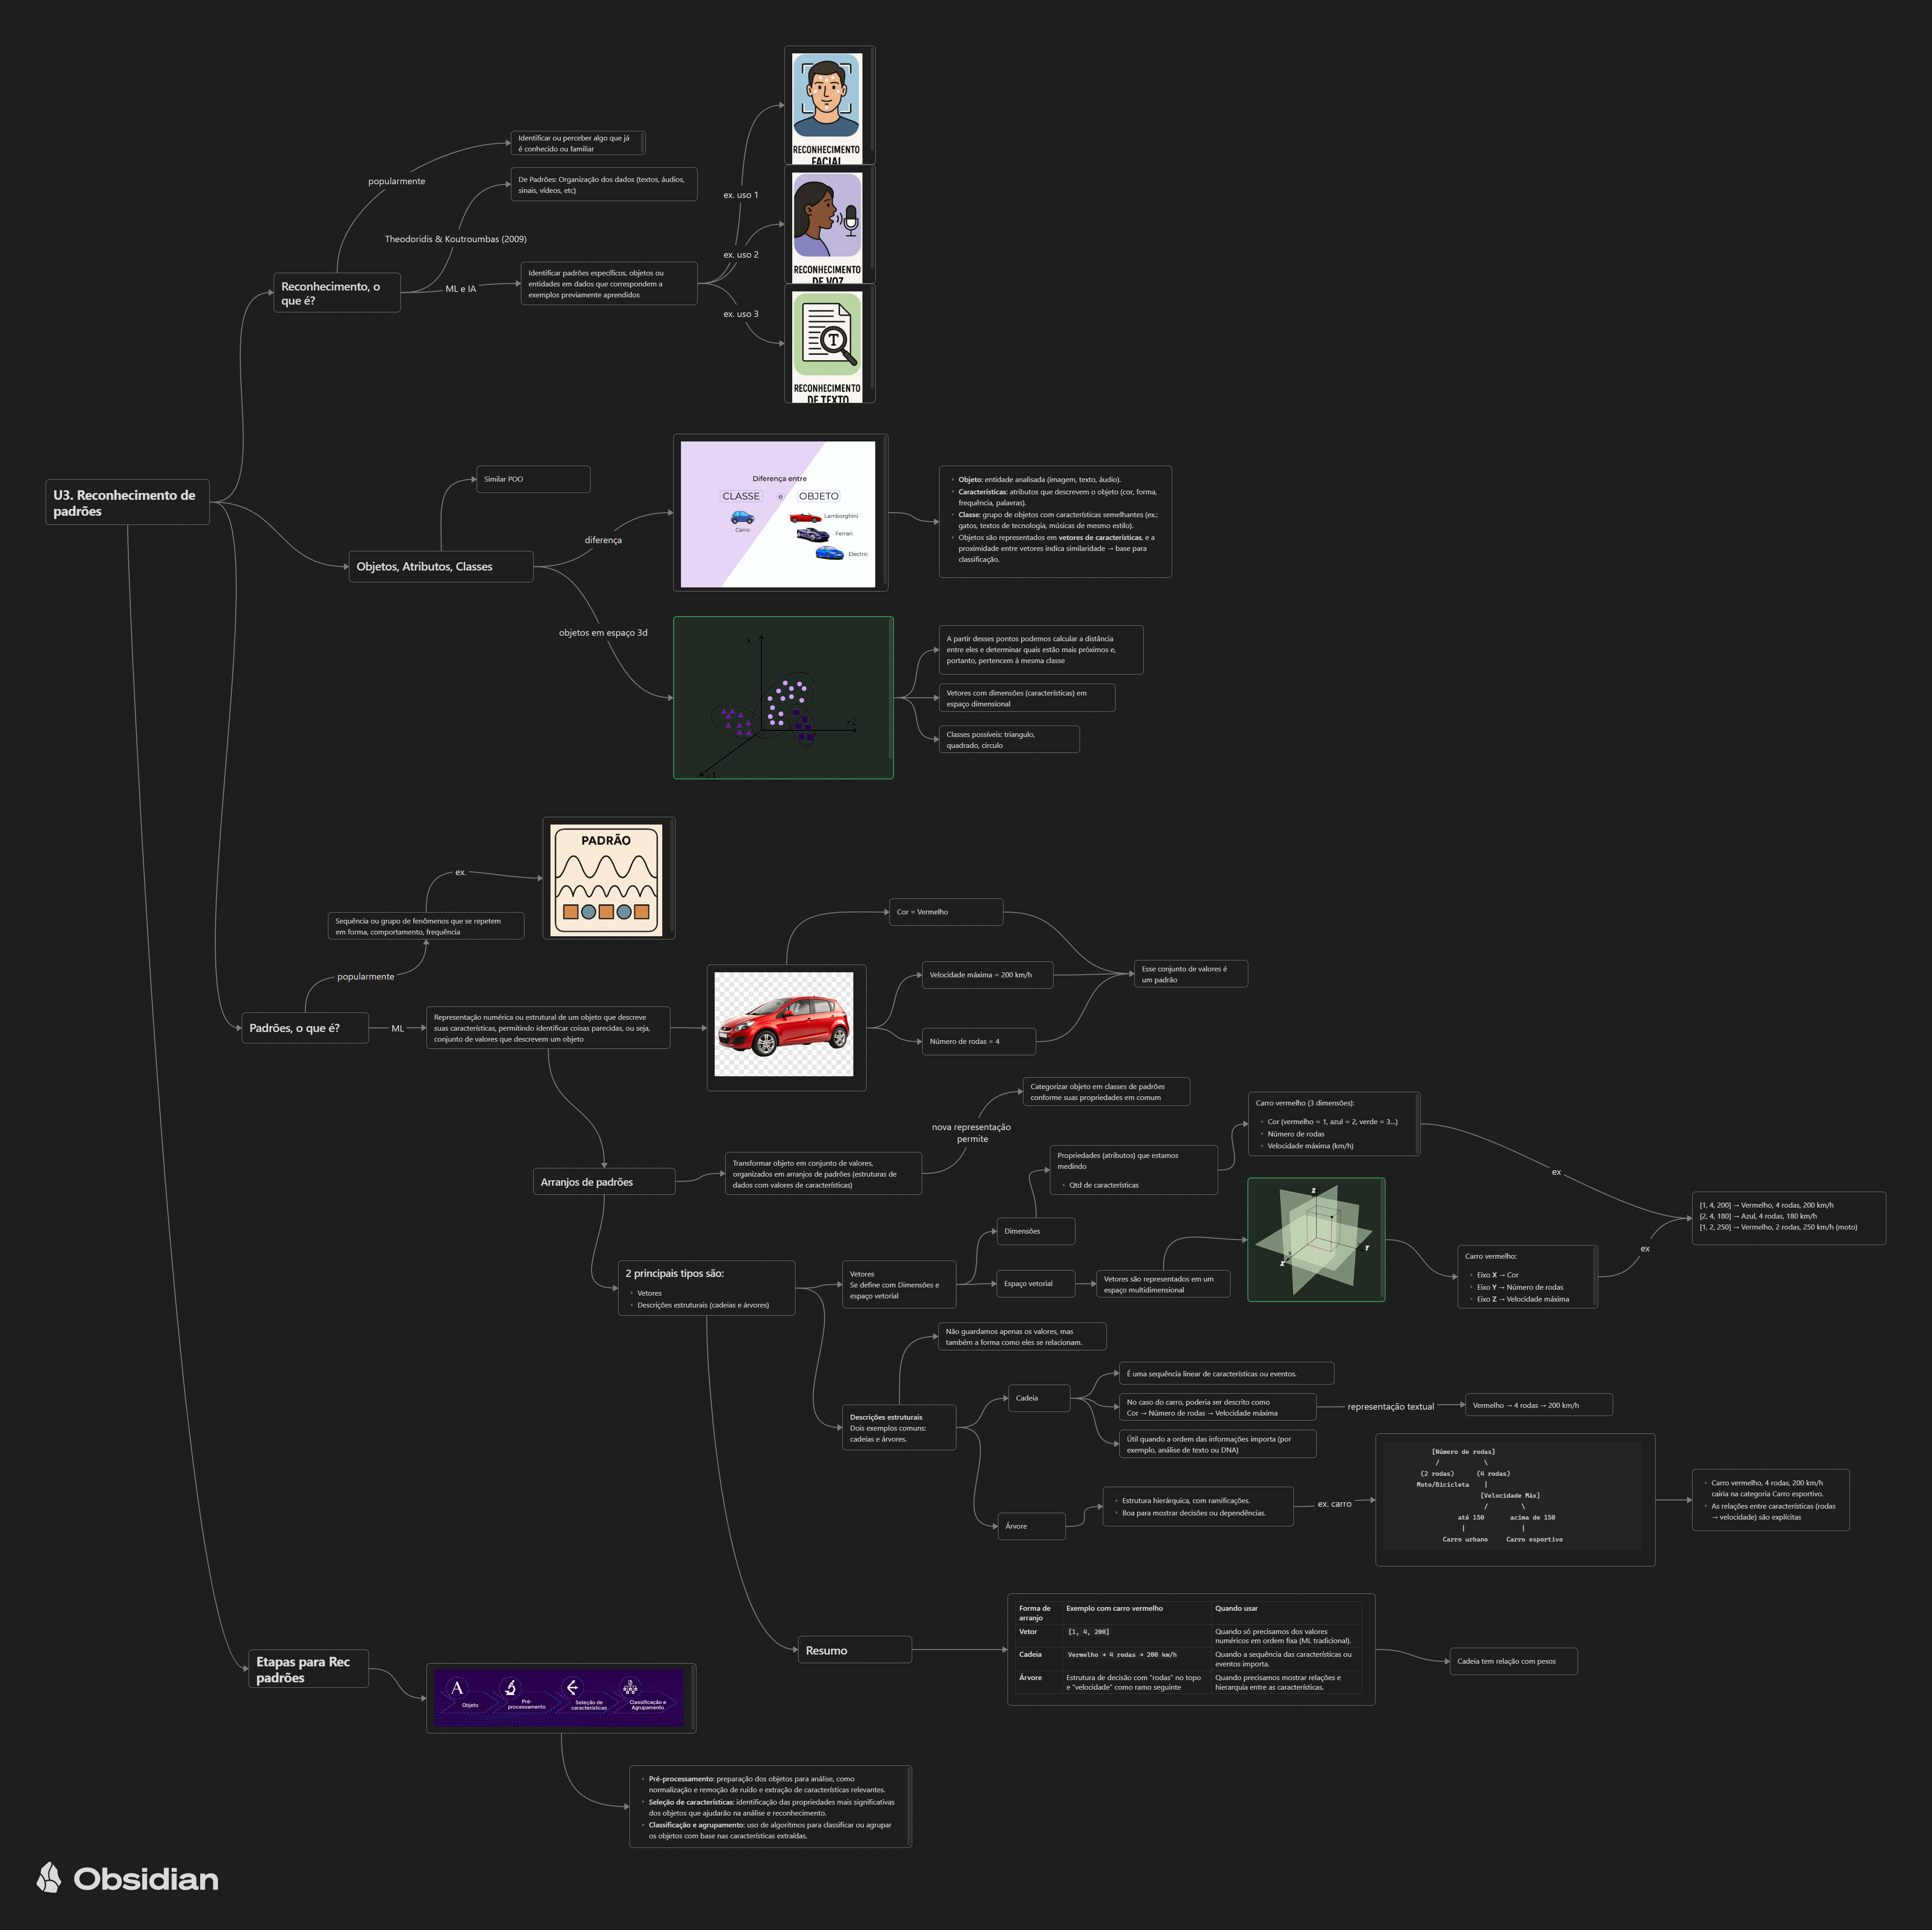 U3. Reconhecimento de
padrões
Reconhecimento, o
que é?
popularmente
Identificar ou perceber algo que já
é conhecido ou familiar
Theodoridis & Koutroumbas (2009)
De Padrões: Organização dos dados (textos, áudios,
sinais, vídeos, etc)
ML e IA
Identificar padrões específicos, objetos ou
entidades em dados que correspondem a
exemplos previamente aprendidos
ex. uso 1
RECONHECIMENTO
FACIAL
ex. uso 2
RECONHECIMENTO
DE VOZ
ex. uso 3
T
RECONHECIMENTO
DE TEXTO
Objetos, Atributos, Classes
Similar POO
diferença
Diferença entre
CLASSE e OBJETO
Carro
Lamborghini
Ferrari
Electric
Objeto: entidade analisada (imagem, texto, áudio).
Características: atributos que descrevem o objeto (cor, forma,
frequência, palavras).
Classe: grupo de objetos com características semelhantes (ex.:
gatos, textos de tecnologia, músicas de mesmo estilo).
Objetos são representados em vetores de características, e a
proximidade entre vetores indica similaridade → base para
classificação.
objetos em espaço 3d
x2
x1
A partir desses pontos podemos calcular a distância
entre eles e determinar quais estão mais próximos e,
portanto, pertencem à mesma classe
Vetores com dimensões (características) em
espaço dimensional
Classes possíveis: triangulo,
quadrado, circulo
Padrões, o que é?
popularmente
Sequência ou grupo de fenômenos que se repetem
em forma, comportamento, frequência
ex.
PADRÃO
ML
Representação numérica ou estrutural de um objeto que descreve
suas características, permitindo identificar coisas parecidas, ou seja,
conjunto de valores que descrevem um objeto
Cor = Vermelho
Velocidade máxima = 200 km/h
Número de rodas = 4
Esse conjunto de valores é
um padrão
Arranjos de padrões
Transformar objeto em conjunto de valores,
organizados em arranjos de padrões (estruturas de
dados com valores de características)
nova representação
permite
Categorizar objeto em classes de padrões
conforme suas propriedades em comum
2 principais tipos são:
Vetores
Descrições estruturais (cadeias e árvores)
Vetores
Se define com Dimensões e
espaço vetorial
Dimensões
Propriedades (atributos) que estamos
medindo
Qtd de características
Carro vermelho (3 dimensões):
Cor (vermelho = 1, azul = 2, verde = 3...)
Número de rodas
Velocidade máxima (km/h)
ex
Espaço vetorial
Vetores são representados em um
espaço multidimensional
Z
Y
X
Carro vermelho:
Eixo X → Cor
Eixo Y → Número de rodas
Eixo Z → Velocidade máxima
ex
[1, 4, 200] → Vermelho, 4 rodas, 200 km/h
[2, 4, 180] → Azul, 4 rodas, 180 km/h
[1, 2, 250] → Vermelho, 2 rodas, 250 km/h (moto)
Descrições estruturais
Dois exemplos comuns:
cadeias e árvores.
Não guardamos apenas os valores, mas
também a forma como eles se relacionam.
Cadeia
É uma sequência linear de características ou eventos.
No caso do carro, poderia ser descrito como
Cor → Número de rodas → Velocidade máxima
representação textual
Vermelho → 4 rodas → 200 km/h
Útil quando a ordem das informações importa (por
exemplo, análise de texto ou DNA)
Árvore
Estrutura hierárquica, com ramificações.
Boa para mostrar decisões ou dependências.
ex. carro
[Número de rodas]
/ \
(2 rodas) (4 rodas)
Moto/Bicicleta |
[Velocidade Máx]
/ \
até 150 acima de 150
| |
Carro urbano Carro esportivo
Carro vermelho, 4 rodas, 200 km/h
cairia na categoria Carro esportivo.
As relações entre características (rodas
→ velocidade) são explícitas
Resumo
Forma de
arranjo
Exemplo com carro vermelho
Quando usar
Vetor
[1, 4, 200]
Quando só precisamos dos valores
numéricos em ordem fixa (ML tradicional).
Cadeia
Vermelho → 4 rodas → 200 km/h
Quando a sequência das características ou
eventos importa.
Árvore
Estrutura de decisão com "rodas" no topo
e "velocidade" como ramo seguinte
Quando precisamos mostrar relações e
hierarquia entre as características.
Cadeia tem relação com pesos
Etapas para Rec
padrões
A
Objeto
Pré-
processamento
Seleção de
características
Classificação e
Agrupamento
Pré-processamento: preparação dos objetos para análise, como
normalização e remoção de ruído e extração de características relevantes.
Seleção de características: identificação das propriedades mais significativas
dos objetos que ajudarão na análise e reconhecimento.
Classificação e agrupamento: uso de algoritmos para classificar ou agrupar
os objetos com base nas características extraídas.
Obsidian